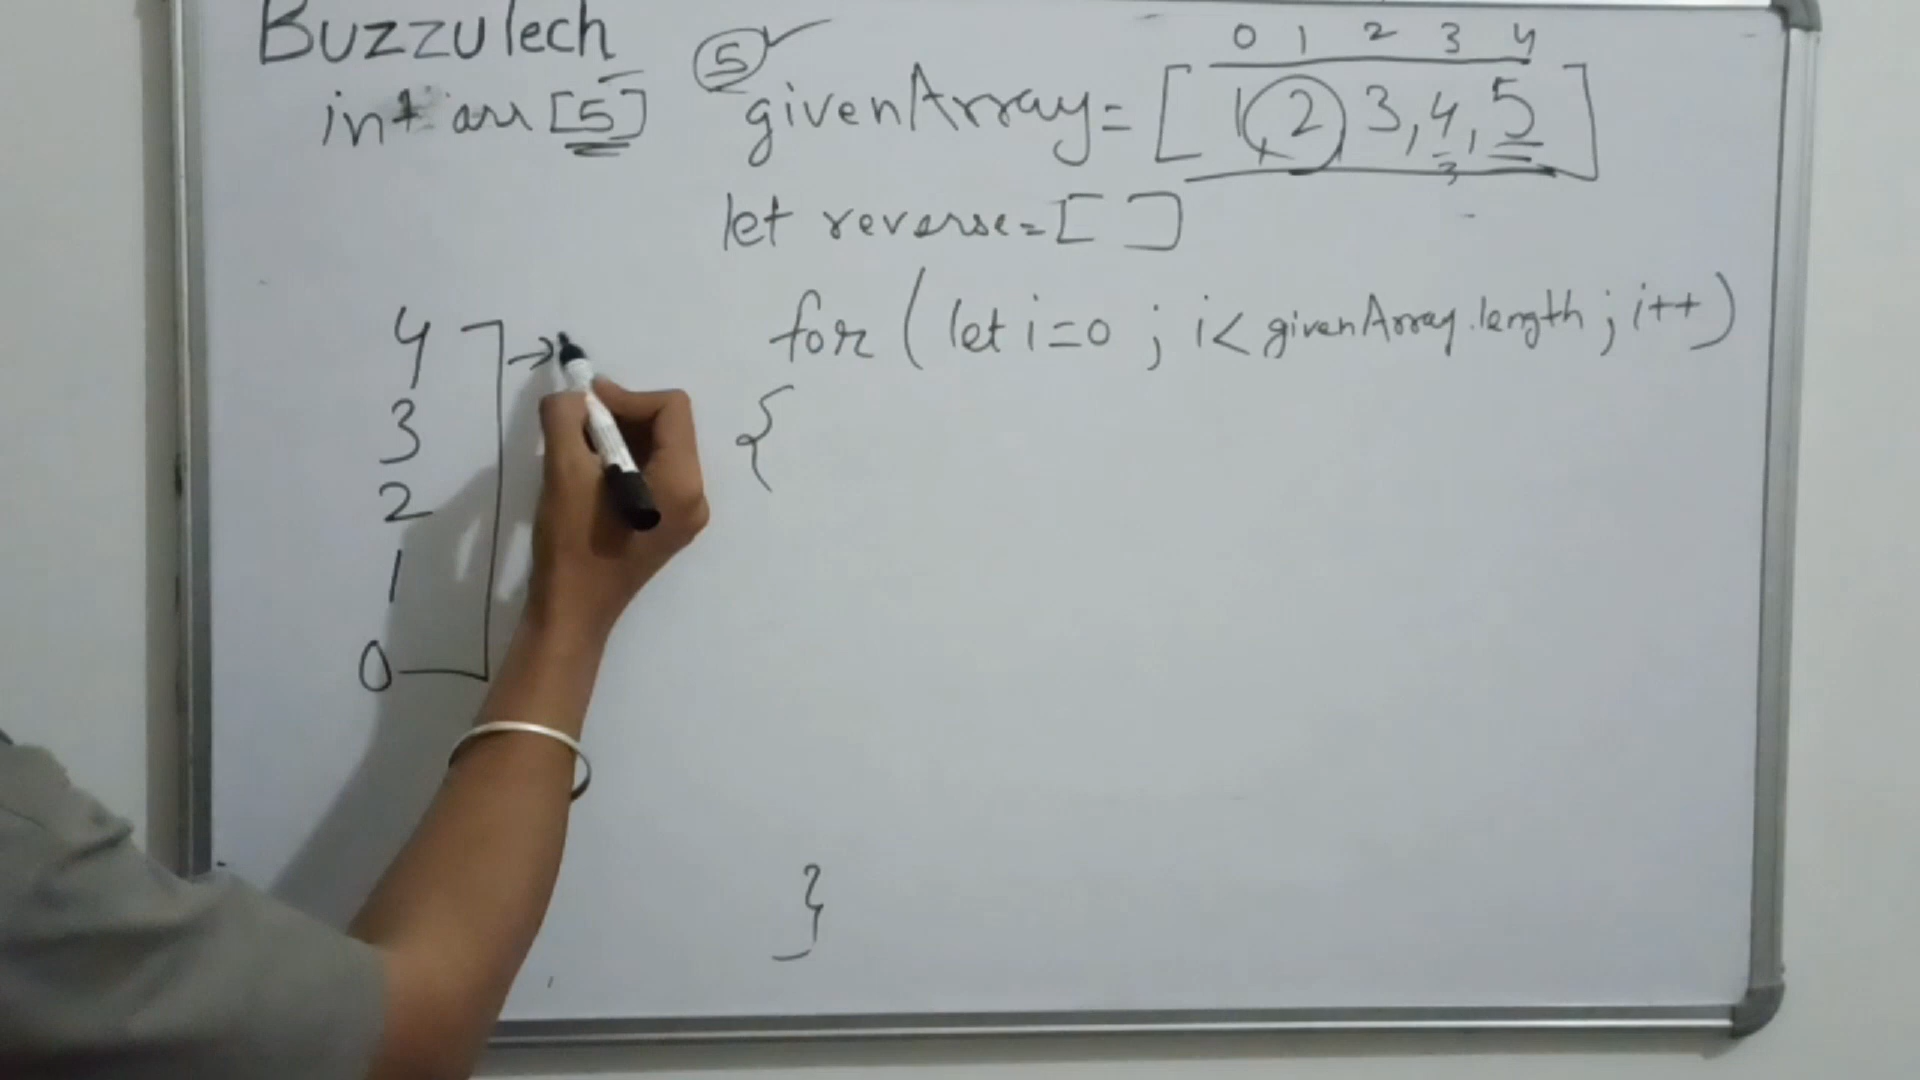 BuzzuTech
int arr [5]
5
0 1 2 3 4
givenArray = [ 1, 2, 3, 4, 5 ]
3
let reverse = [ ]
for ( let i=0 ; i< givenArray.length ; i++)
{
4
3
2
1
0
}